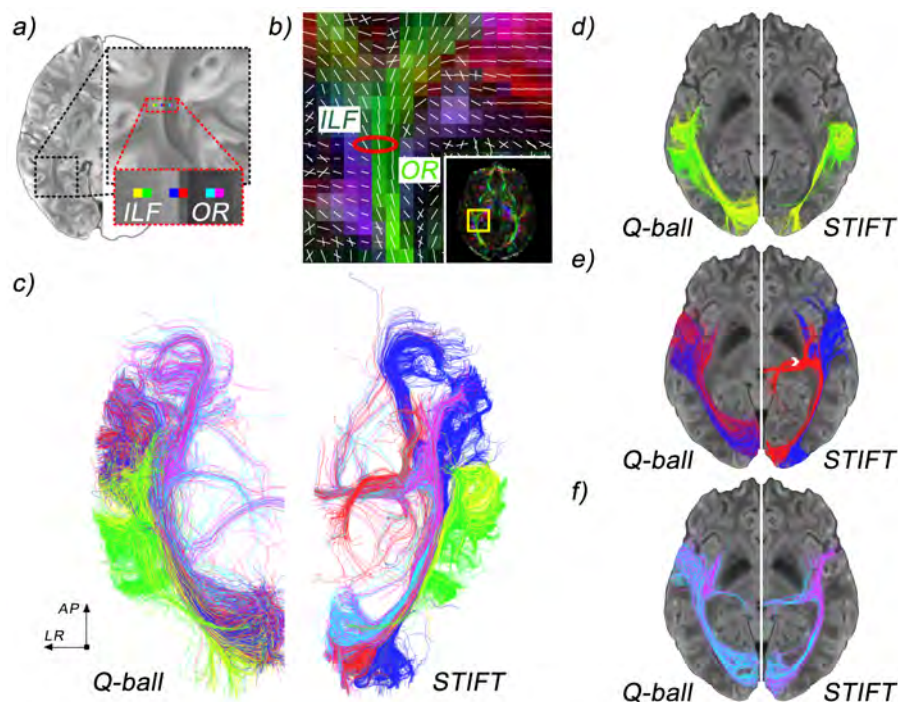 a)
ILF OR
b)
ILF
OR
c)
AP
LR
Q-ball STIFT
d)
Q-ball STIFT
e)
Q-ball STIFT
f)
Q-ball STIFT